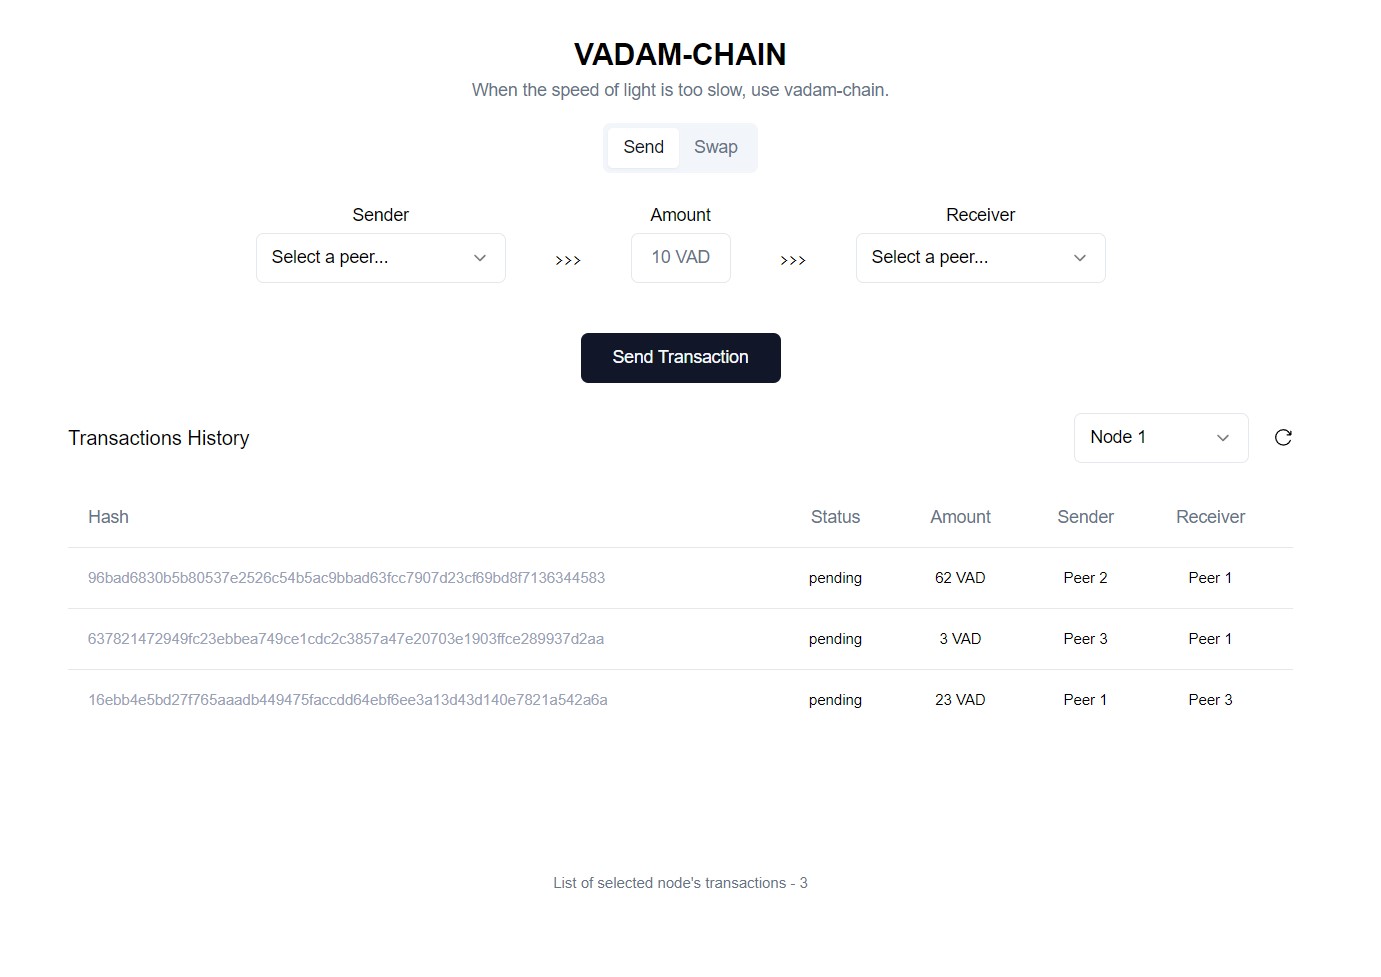 VADAM-CHAIN
When the speed of light is too slow, use vadam-chain.
Send Swap
Sender Amount Receiver
Select a peer... >>> 10 VAD >>> Select a peer...
Send Transaction
Transactions History Node 1
Hash Status Amount Sender Receiver
96bad6830b5b80537e2526c54b5ac9bbad63fcc7907d23cf69bd8f7136344583 pending 62 VAD Peer 2 Peer 1
637821472949fc23ebbea749ce1cdc2c3857a47e20703e1903ffce289937d2aa pending 3 VAD Peer 3 Peer 1
16ebb4e5bd27f765aaadb449475faccdd64ebf6ee3a13d43d140e7821a542a6a pending 23 VAD Peer 1 Peer 3
List of selected node's transactions - 3